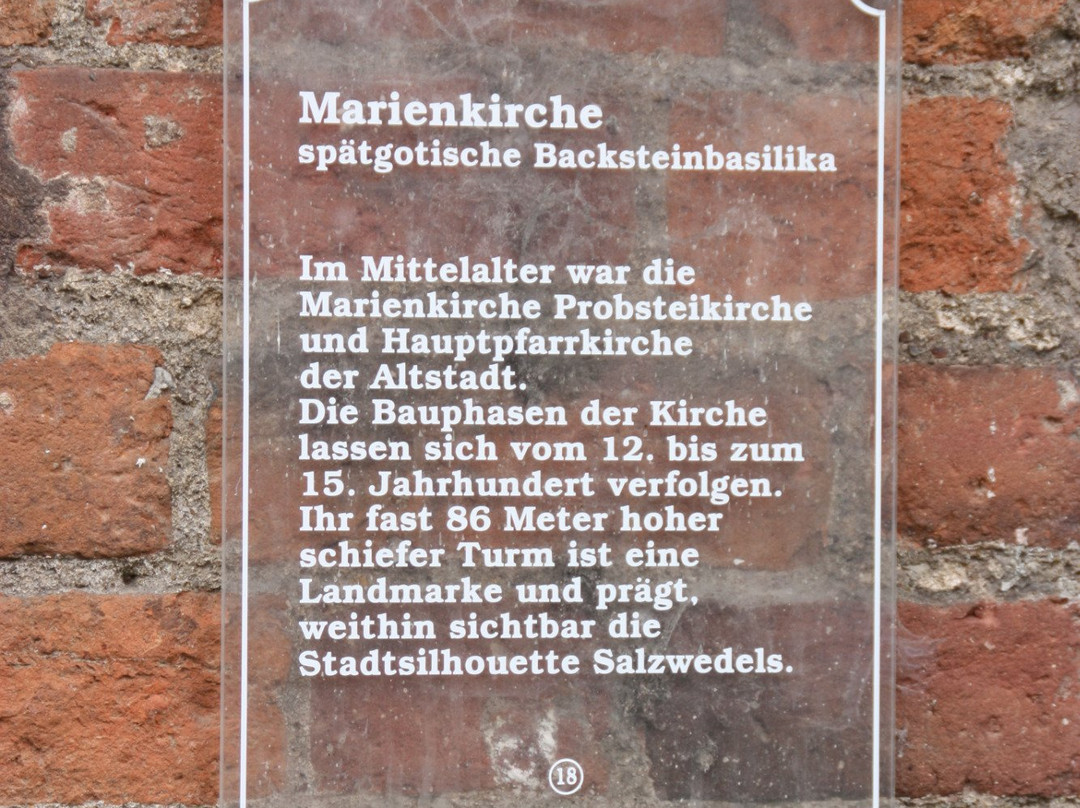 Marienkirche
spätgotische Backsteinbasilika
Im Mittelalter war die
Marienkirche Probsteikirche
und Hauptpfarrkirche
der Altstadt.
Die Bauphasen der Kirche
lassen sich vom 12. bis zum
15. Jahrhundert verfolgen.
Ihr fast 86 Meter hoher
schiefer Turm ist eine
Landmarke und prägt,
weithin sichtbar die
Stadtsilhouette Salzwedels.
18